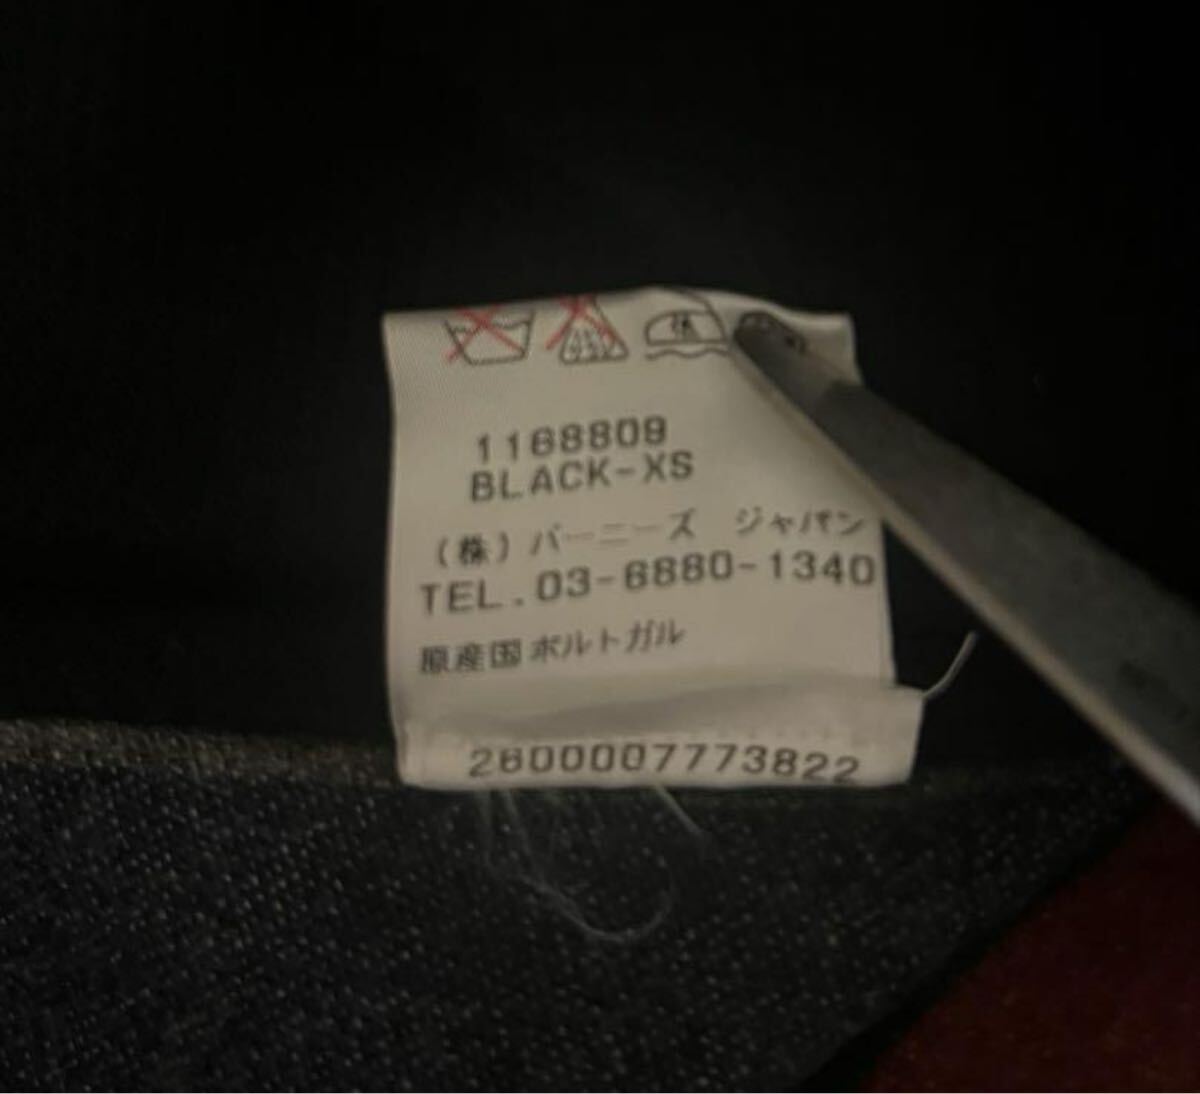 1168809
BLACK-XS
(株)バーニーズ ジャパン
TEL.03-6880-1340
原産国ポルトガル
2600007773822